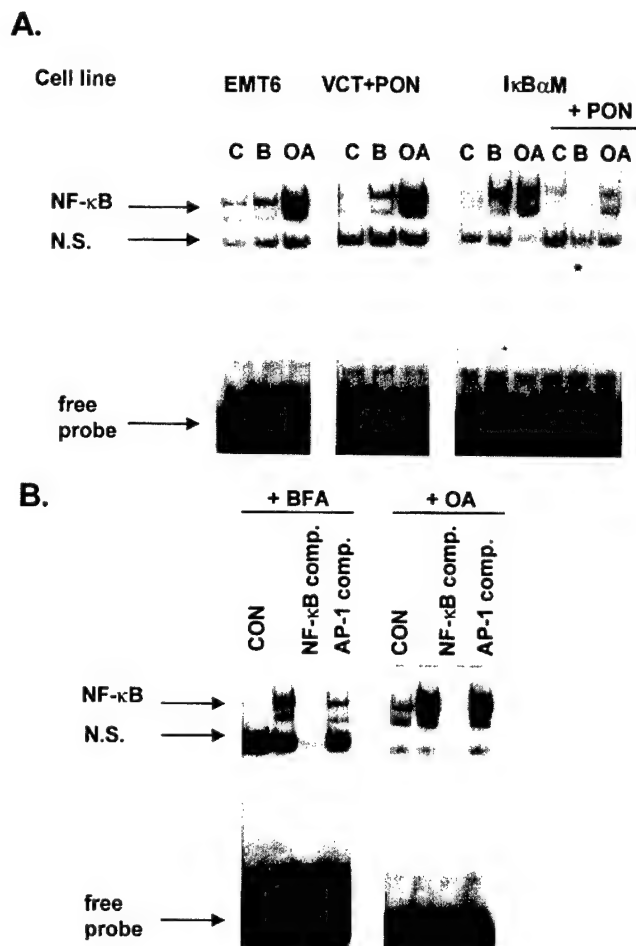 A.
Cell line EMT6 VCT+PON IκBαM
+ PON
C B OA C B OA C B OA C B OA
NF-κB
N.S.
free
probe
B.
+ BFA + OA
CON NF-κB comp. AP-1 comp. CON NF-κB comp. AP-1 comp.
NF-κB
N.S.
free
probe